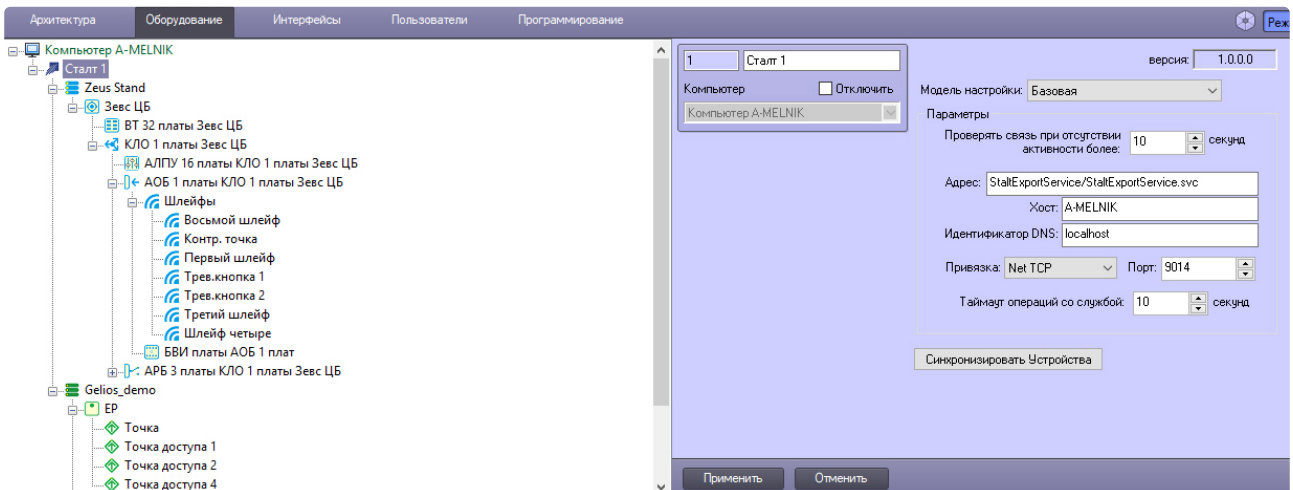 Архитектура Оборудование Интерфейсы Пользователи Программирование Реж
Компьютер A-MELNIK
Сталт 1
Zeus Stand
Зевс ЦБ
ВТ 32 платы Зевс ЦБ
КЛО 1 платы Зевс ЦБ
АЛПУ 16 платы КЛО 1 платы Зевс ЦБ
АОБ 1 платы КЛО 1 платы Зевс ЦБ
Шлейфы
Восьмой шлейф
Контр. точка
Первый шлейф
Трев.кнопка 1
Трев.кнопка 2
Третий шлейф
Шлейф четыре
БВИ платы АОБ 1 плат
АРБ 3 платы КЛО 1 платы Зевс ЦБ
Gelios_demo
EP
Точка
Точка доступа 1
Точка доступа 2
Точка доступа 4
1 Сталт 1
Компьютер Отключить
Компьютер A-MELNIK
версия: 1.0.0.0
Модель настройки: Базовая
Параметры
Проверять связь при отсутствии
активности более: 10 секунд
Адрес: StaltExportService/StaltExportService.svc
Хост: A-MELNIK
Идентификатор DNS: localhost
Привязка: Net TCP Порт: 9014
Таймаут операций со службой: 10 секунд
Синхронизировать Устройства
Применить Отменить